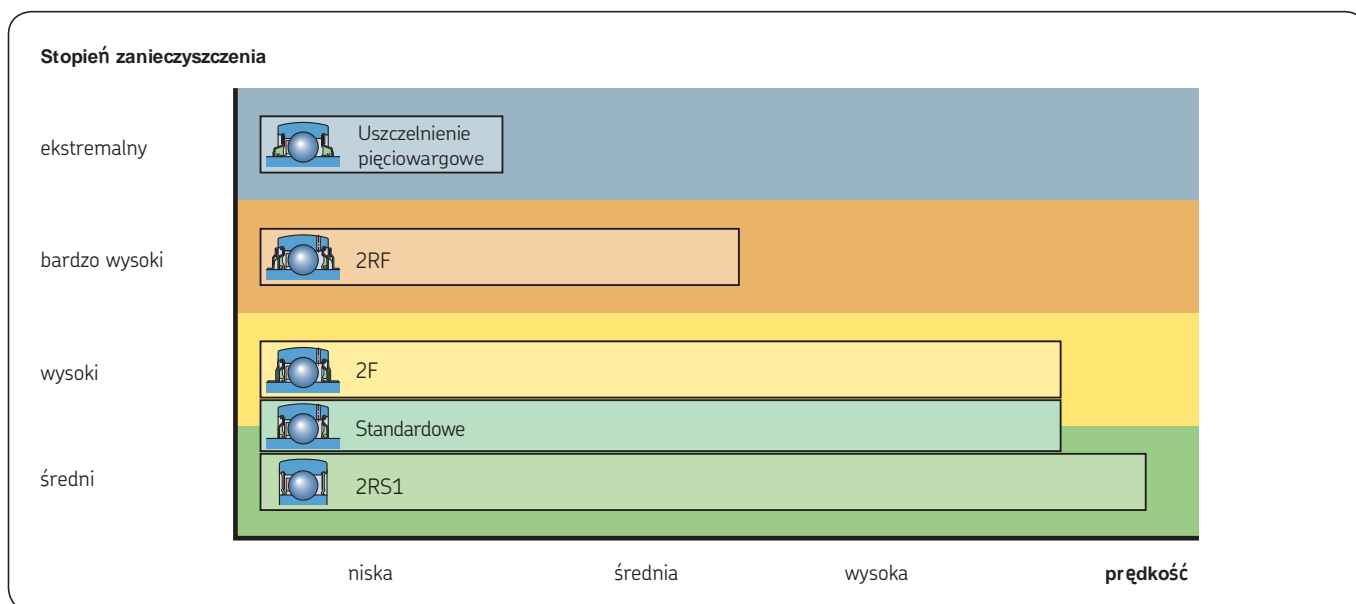 Stopień zanieczyszczenia
ekstremalny
Uszczelnienie
pięciowargowe
bardzo wysoki
2RF
wysoki
2F
Standardowe
średni
2RS1
niska
średnia
wysoka
prędkość